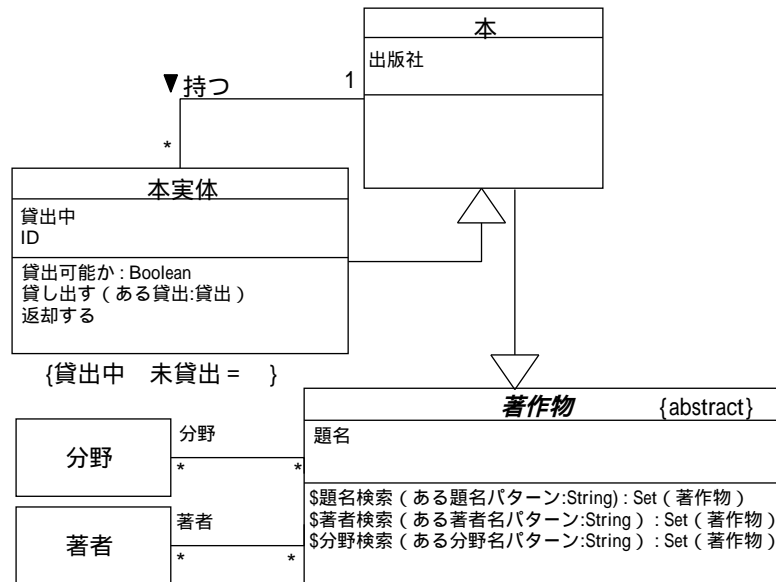 本
出版社
▼持つ
1
*
本実体
貸出中
ID
貸出可能か : Boolean
貸し出す ( ある貸出:貸出 )
返却する
{貸出中　未貸出 =　}
著作物 {abstract}
題名
分野
分野
*
*
$題名検索 ( ある題名パターン:String) : Set ( 著作物 )
$著者検索 ( ある著者名パターン:String ) : Set ( 著作物 )
$分野検索 ( ある分野名パターン:String ) : Set ( 著作物 )
著者
著者
*
*